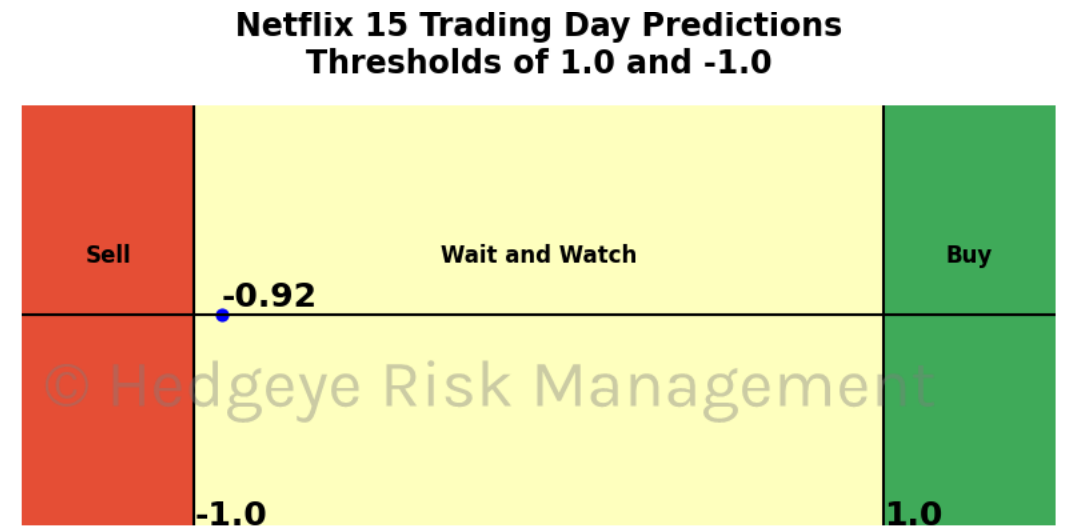 Netflix 15 Trading Day Predictions
Thresholds of 1.0 and -1.0
Sell Wait and Watch Buy
-0.92
© Hedgeye Risk Management
-1.0 1.0